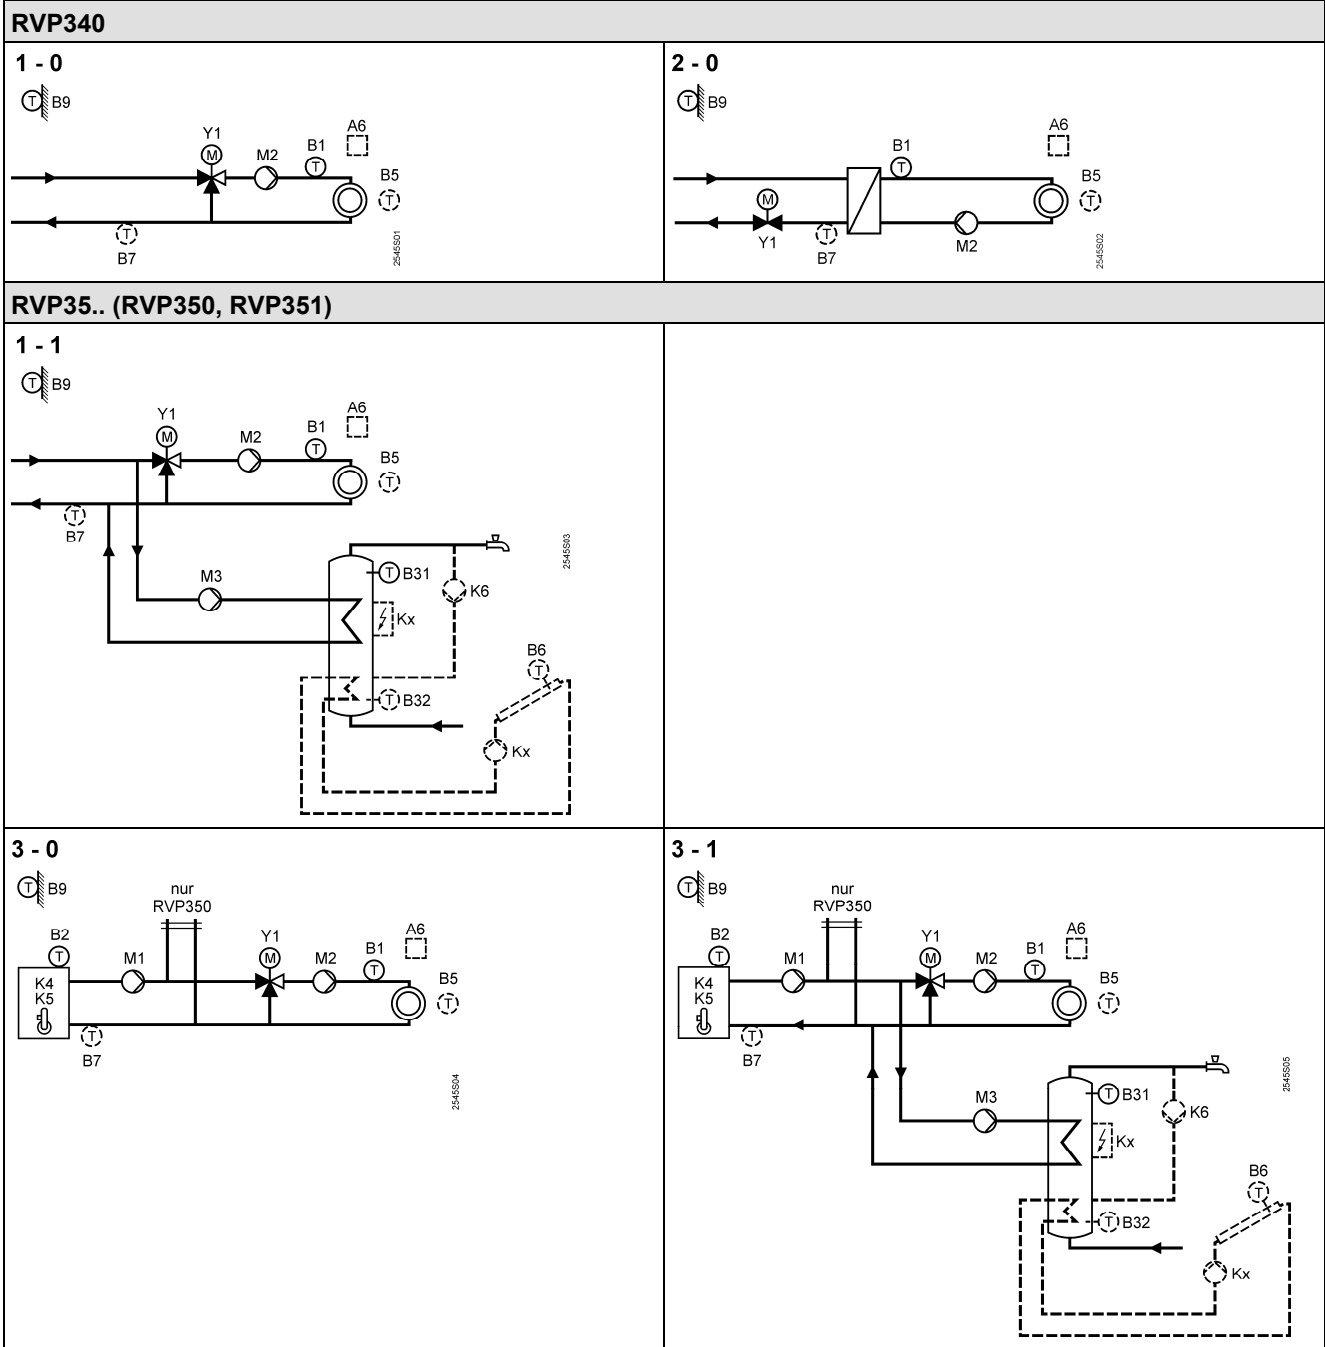 RVP340
1 - 0
T B9
Y1
M
M2
B1
T
A6
B5
T
T
B7
2545S01
2 - 0
T B9
B1
T
A6
B5
T
M
Y1
T
B7
M2
2545S02
RVP35.. (RVP350, RVP351)
1 - 1
T B9
Y1
M
M2
B1
T
A6
B5
T
T
B7
M3
T B31
K6
Kx
B6
T
T B32
Kx
2545S03
3 - 0
T B9
nur
RVP350
B2
T
M1
Y1
M
M2
B1
T
A6
B5
T
K4
K5
T
B7
2545S04
3 - 1
T B9
nur
RVP350
B2
T
M1
Y1
M
M2
B1
T
A6
B5
T
K4
K5
T
B7
M3
T B31
K6
Kx
B6
T
T B32
Kx
2545S05